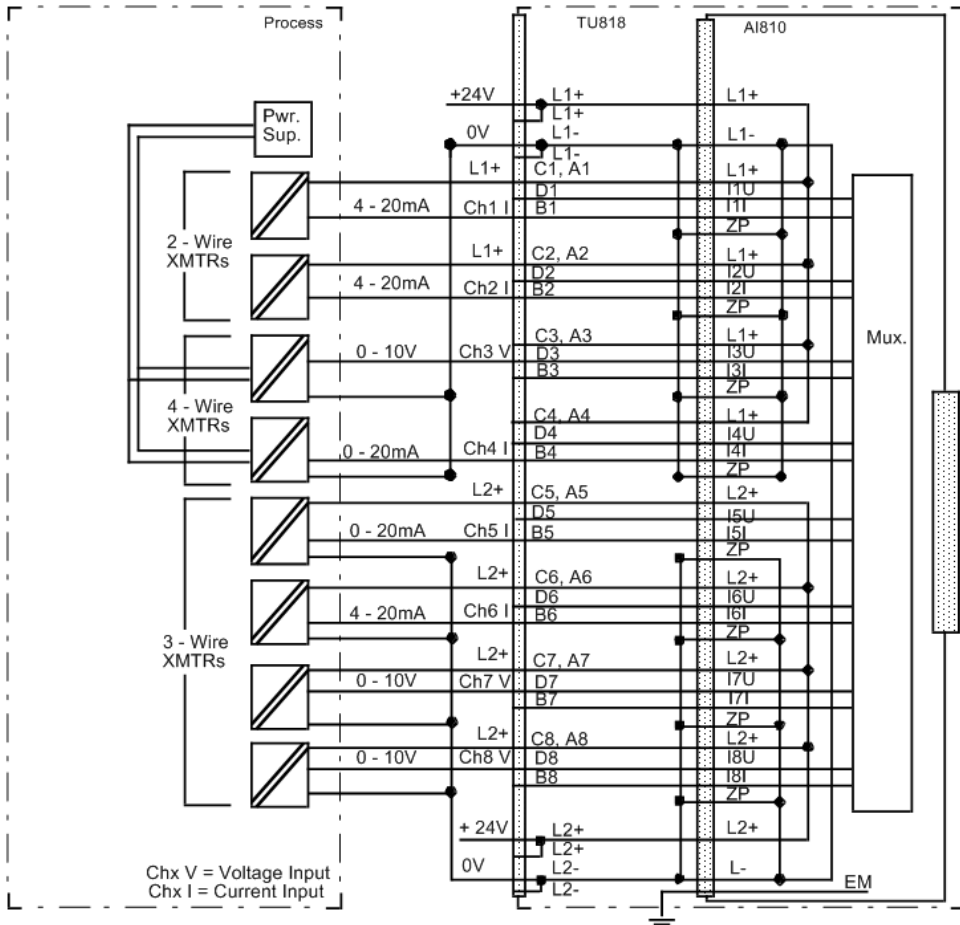 Process TU818 AI810
+24V L1+ L1+
L1+
Pwr.
Sup.
0V L1- L1-
L1-
L1+ C1, A1 L1+
D1 I1U
4 - 20mA Ch1 I B1 I1I
ZP
2 - Wire
XMTRs
L1+ C2, A2 L1+
D2 I2U
4 - 20mA Ch2 I B2 I2I
ZP
C3, A3 L1+
Mux.
0 - 10V Ch3 V D3 I3U
B3 I3I
ZP
4 - Wire
XMTRs
C4, A4 L1+
D4 I4U
0 - 20mA Ch4 I B4 I4I
ZP
L2+ C5, A5 L2+
D5 I5U
0 - 20mA Ch5 I B5 I5I
ZP
L2+ C6, A6 L2+
D6 I6U
4 - 20mA Ch6 I B6 I6I
ZP
3 - Wire
XMTRs
L2+ C7, A7 L2+
0 - 10V Ch7 V D7 I7U
B7 I7I
ZP
L2+ C8, A8 L2+
0 - 10V Ch8 V D8 I8U
B8 I8I
ZP
+ 24V L2+ L2+
L2+
0V L2- L-
L2-
EM
Chx V = Voltage Input
Chx I = Current Input